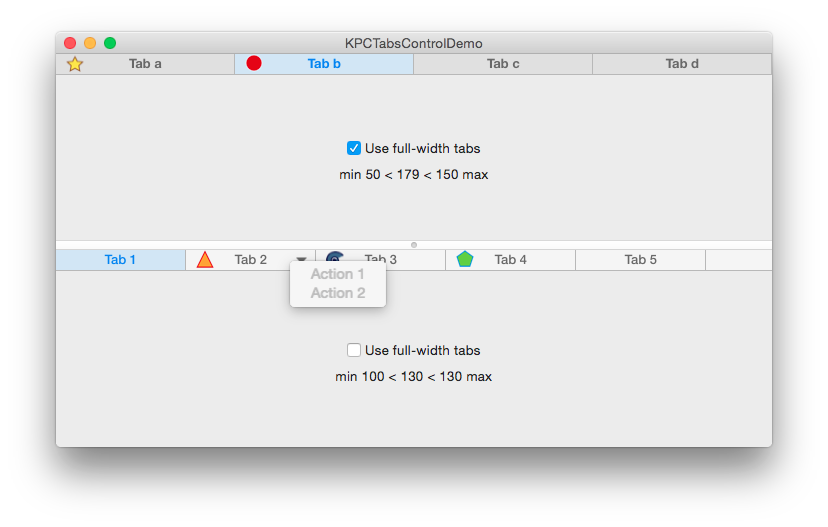 KPCTabsControlDemo
Tab a Tab b Tab c Tab d
Use full-width tabs
min 50 < 179 < 150 max
Tab 1 Tab 2 Tab 3 Tab 4 Tab 5
Action 1
Action 2
Use full-width tabs
min 100 < 130 < 130 max